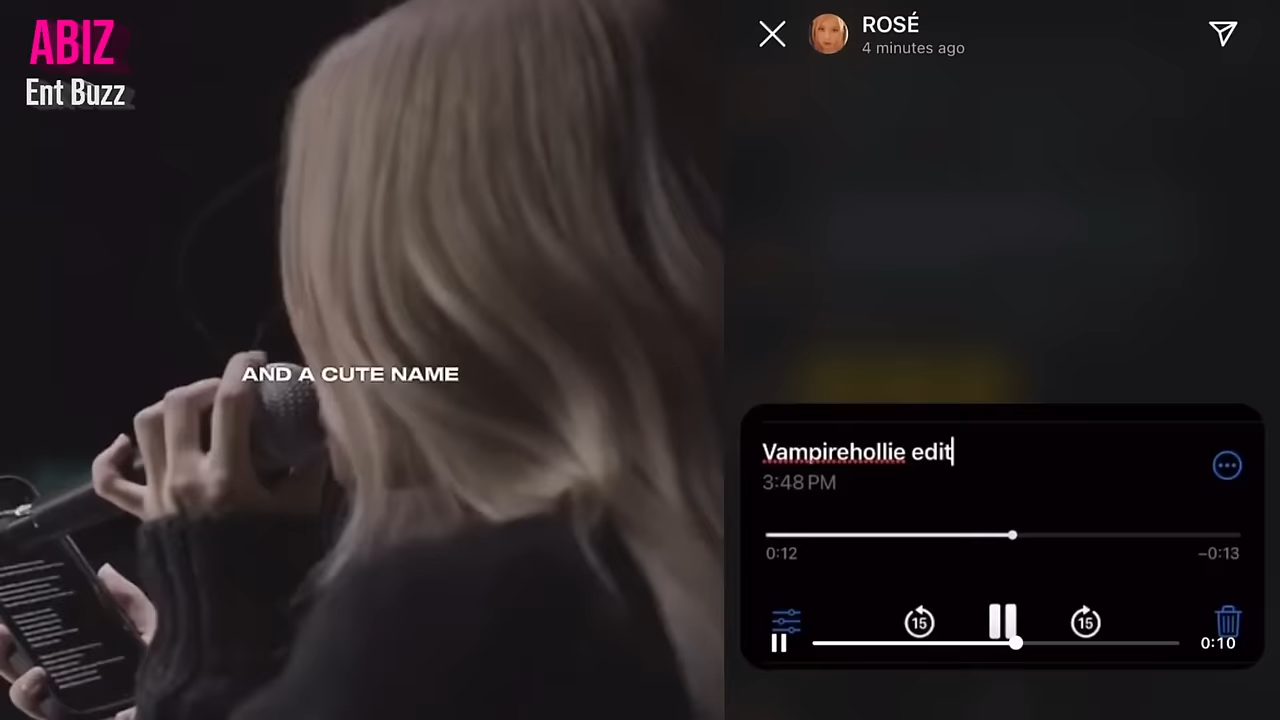 ABIZ
Ent Buzz
AND A CUTE NAME
ROSÉ
4 minutes ago
Vampirehollie edit
3:48 PM
0:12
−0:13
15
15
0:10